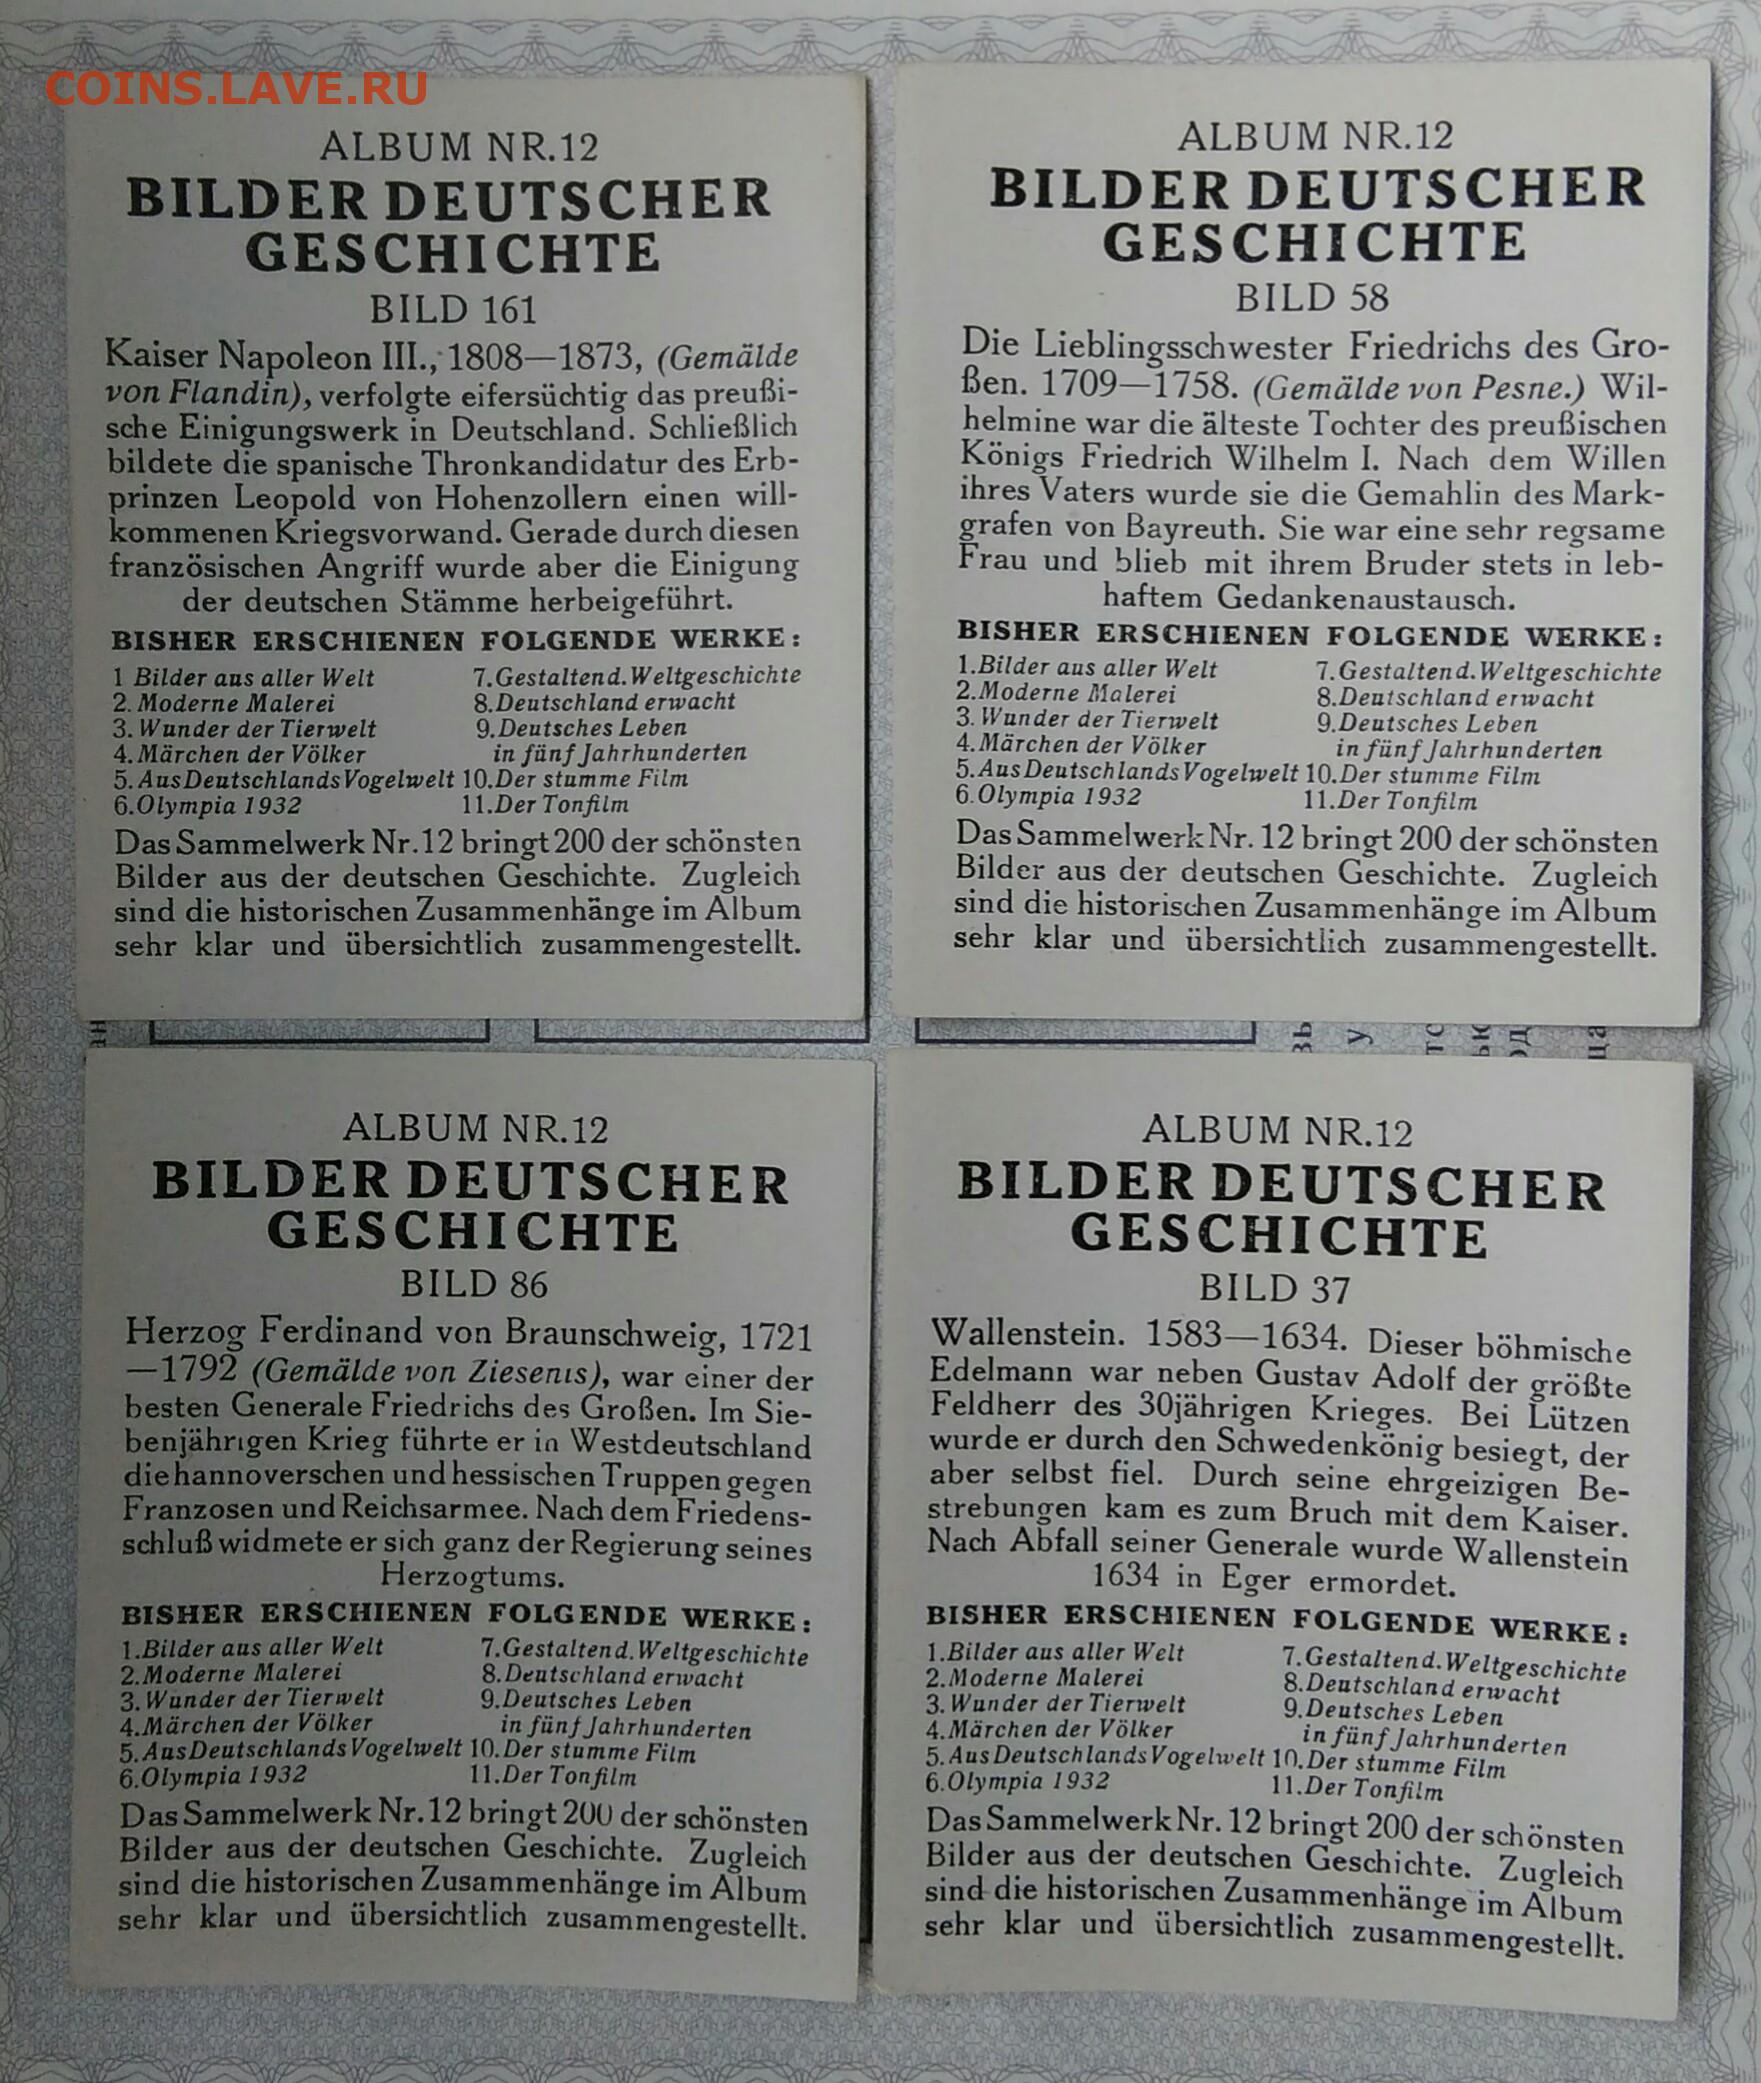 COINS.LAVE.RU
ALBUM NR.12
BILDER DEUTSCHER
GESCHICHTE
BILD 161
Kaiser Napoleon III., 1808—1873, (Gemälde
von Flandin), verfolgte eifersüchtig das preußi-
sche Einigungswerk in Deutschland. Schließlich
bildete die spanische Thronkandidatur des Erb-
prinzen Leopold von Hohenzollern einen will-
kommenen Kriegsvorwand. Gerade durch diesen
französischen Angriff wurde aber die Einigung
der deutschen Stämme herbeigeführt.
BISHER ERSCHIENEN FOLGENDE WERKE:
1 Bilder aus aller Welt 7.Gestaltend.Weltgeschichte
2. Moderne Malerei 8.Deutschland erwacht
3. Wunder der Tierwelt 9.Deutsches Leben
4.Märchen der Völker in fünf Jahrhunderten
5.Aus Deutschlands Vogelwelt 10.Der stumme Film
6.Olympia 1932 11.Der Tonfilm
Das Sammelwerk Nr.12 bringt 200 der schönsten
Bilder aus der deutschen Geschichte. Zugleich
sind die historischen Zusammenhänge im Album
sehr klar und übersichtlich zusammengestellt.
ALBUM NR.12
BILDER DEUTSCHER
GESCHICHTE
BILD 58
Die Lieblingsschwester Friedrichs des Gro-
ßen. 1709—1758. (Gemälde von Pesne.) Wil-
helmine war die älteste Tochter des preußischen
Königs Friedrich Wilhelm I. Nach dem Willen
ihres Vaters wurde sie die Gemahlin des Mark-
grafen von Bayreuth. Sie war eine sehr regsame
Frau und blieb mit ihrem Bruder stets in leb-
haftem Gedankenaustausch.
BISHER ERSCHIENEN FOLGENDE WERKE:
1.Bilder aus aller Welt 7.Gestaltend.Weltgeschichte
2.Moderne Malerei 8.Deutschland erwacht
3. Wunder der Tierwelt 9.Deutsches Leben
4.Märchen der Völker in fünf Jahrhunderten
5.Aus Deutschlands Vogelwelt 10.Der stumme Film
6.Olympia 1932 11.Der Tonfilm
Das Sammelwerk Nr. 12 bringt 200 der schönsten
Bilder aus der deutschen Geschichte. Zugleich
sind die historischen Zusammenhänge im Album
sehr klar und übersichtlich zusammengestellt.
ALBUM NR.12
BILDER DEUTSCHER
GESCHICHTE
BILD 86
Herzog Ferdinand von Braunschweig, 1721
—1792 (Gemälde von Ziesenis), war einer der
besten Generale Friedrichs des Großen. Im Sie-
benjährigen Krieg führte er in Westdeutschland
die hannoverschen und hessischen Truppen gegen
Franzosen und Reichsarmee. Nach dem Friedens-
schluß widmete er sich ganz der Regierung seines
Herzogtums.
BISHER ERSCHIENEN FOLGENDE WERKE:
1.Bilder aus aller Welt 7.Gestaltend.Weltgeschichte
2.Moderne Malerei 8.Deutschland erwacht
3. Wunder der Tierwelt 9.Deutsches Leben
4.Märchen der Völker in fünf Jahrhunderten
5.Aus Deutschlands Vogelwelt 10.Der stumme Film
6.Olympia 1932 11.Der Tonfilm
Das Sammelwerk Nr.12 bringt 200 der schönsten
Bilder aus der deutschen Geschichte. Zugleich
sind die historischen Zusammenhänge im Album
sehr klar und übersichtlich zusammengestellt.
ALBUM NR.12
BILDER DEUTSCHER
GESCHICHTE
BILD 37
Wallenstein. 1583—1634. Dieser böhmische
Edelmann war neben Gustav Adolf der größte
Feldherr des 30jährigen Krieges. Bei Lützen
wurde er durch den Schwedenkönig besiegt, der
aber selbst fiel. Durch seine ehrgeizigen Be-
strebungen kam es zum Bruch mit dem Kaiser.
Nach Abfall seiner Generale wurde Wallenstein
1634 in Eger ermordet.
BISHER ERSCHIENEN FOLGENDE WERKE:
1.Bilder aus aller Welt 7.Gestaltend.Weltgeschichte
2.Moderne Malerei 8.Deutschland erwacht
3. Wunder der Tierwelt 9.Deutsches Leben
4.Märchen der Völker in fünf Jahrhunderten
5.Aus Deutschlands Vogelwelt 10.Der stumme Film
6.Olympia 1932 11.Der Tonfilm
Das Sammelwerk Nr. 12 bringt 200 der schönsten
Bilder aus der deutschen Geschichte. Zugleich
sind die historischen Zusammenhänge im Album
sehr klar und übersichtlich zusammengestellt.